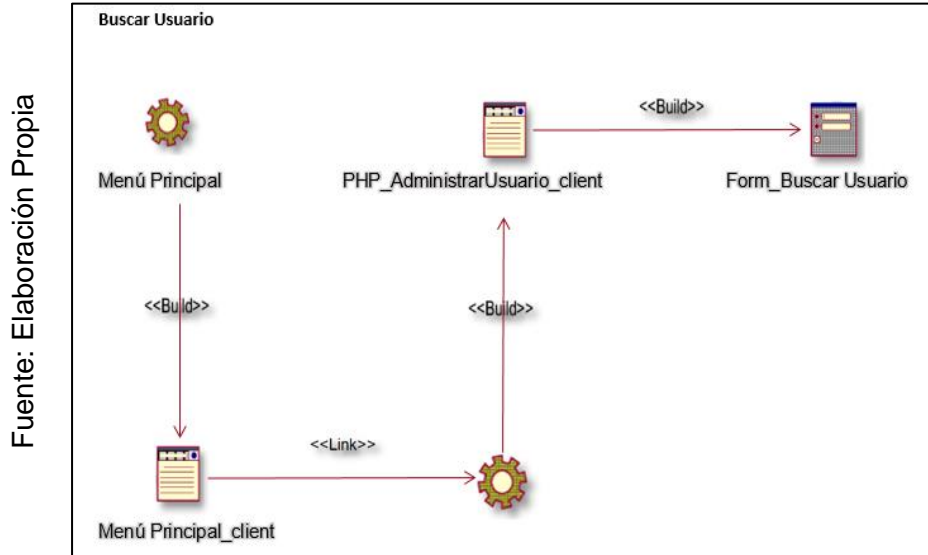 Buscar Usuario
Fuente: Elaboración Propia
<<Build>>
Menú Principal
PHP_AdministrarUsuario_client
Form_Buscar Usuario
<<Build>>
<<Build>>
<<Link>>
Menú Principal_client